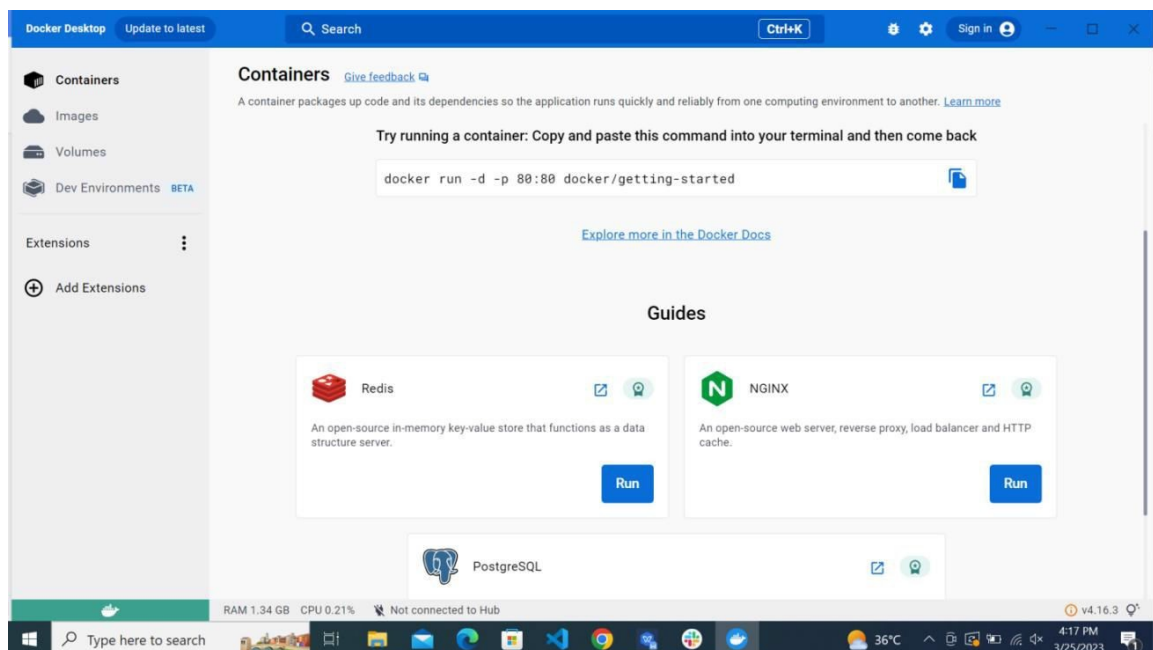 Docker Desktop Update to latest Search Ctrl+K Sign in
Containers
Images
Volumes
Dev Environments BETA
Extensions
Add Extensions
Containers Give feedback
A container packages up code and its dependencies so the application runs quickly and reliably from one computing environment to another. Learn more
Try running a container: Copy and paste this command into your terminal and then come back
docker run -d -p 80:80 docker/getting-started
Explore more in the Docker Docs
Guides
Redis
An open-source in-memory key-value store that functions as a data
structure server.
Run
NGINX
An open-source web server, reverse proxy, load balancer and HTTP
cache.
Run
PostgreSQL
RAM 1.34 GB CPU 0.21% Not connected to Hub v4.16.3
Type here to search 36°C 4:17 PM
3/25/2023